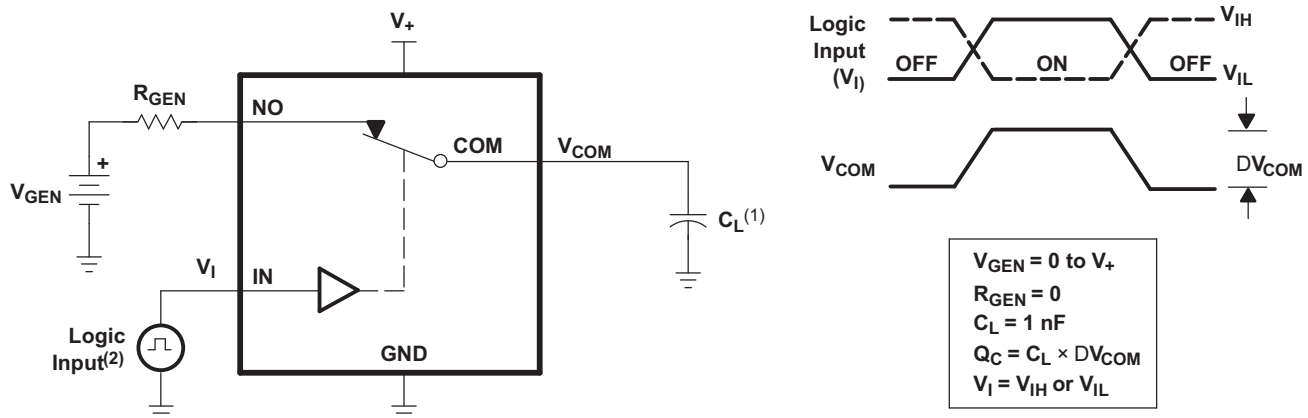 V+
RGEN
NO
COM
VCOM
+
VGEN
CL(1)
VI
IN
Logic
Input(2)
GND
Logic
Input
(VI)
OFF
ON
OFF
VIH
VIL
VCOM
DVCOM
VGEN = 0 to V+
RGEN = 0
CL = 1 nF
QC = CL × DVCOM
VI = VIH or VIL